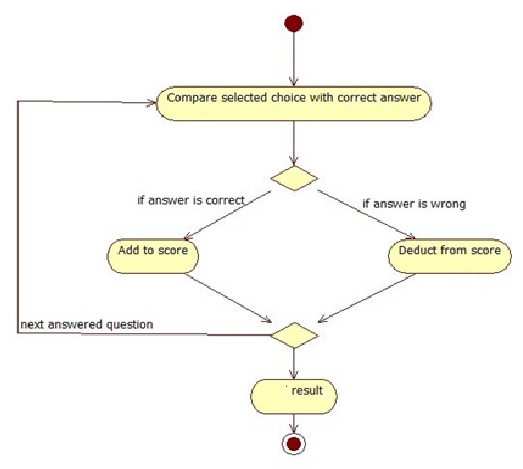 Compare selected choice with correct answer
if answer is correct
if answer is wrong
Add to score
Deduct from score
next answered question
result